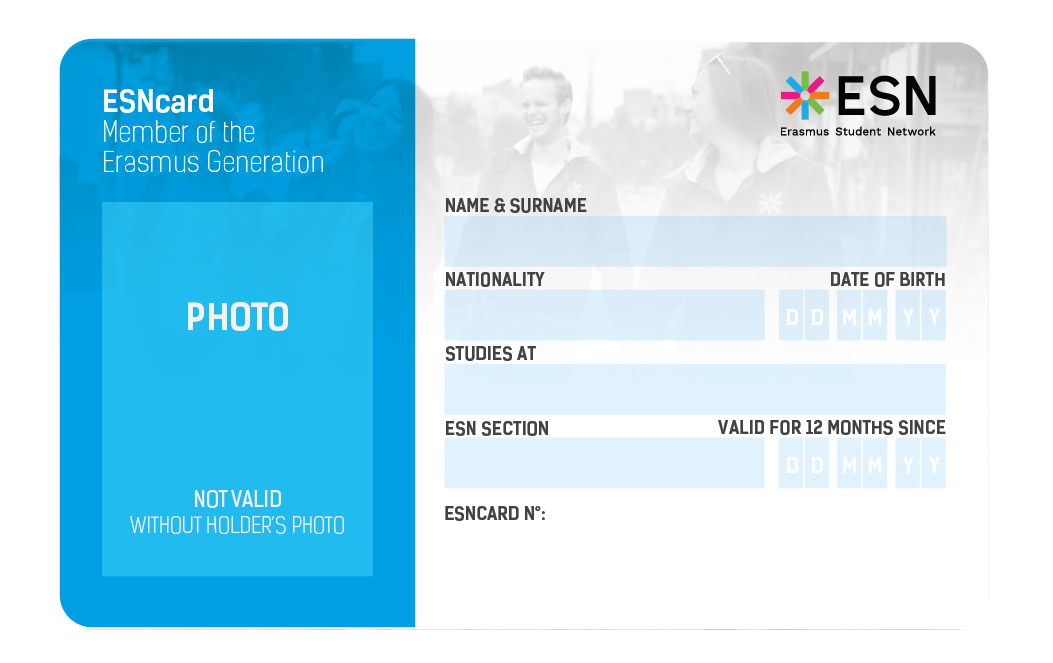 ESNcard
Member of the
Erasmus Generation
PHOTO
NOT VALID
WITHOUT HOLDER'S PHOTO
ESN
Erasmus Student Network
NAME & SURNAME
NATIONALITY
DATE OF BIRTH
D D M M Y Y
STUDIES AT
ESN SECTION
VALID FOR 12 MONTHS SINCE
D D M M Y Y
ESNCARD N°: